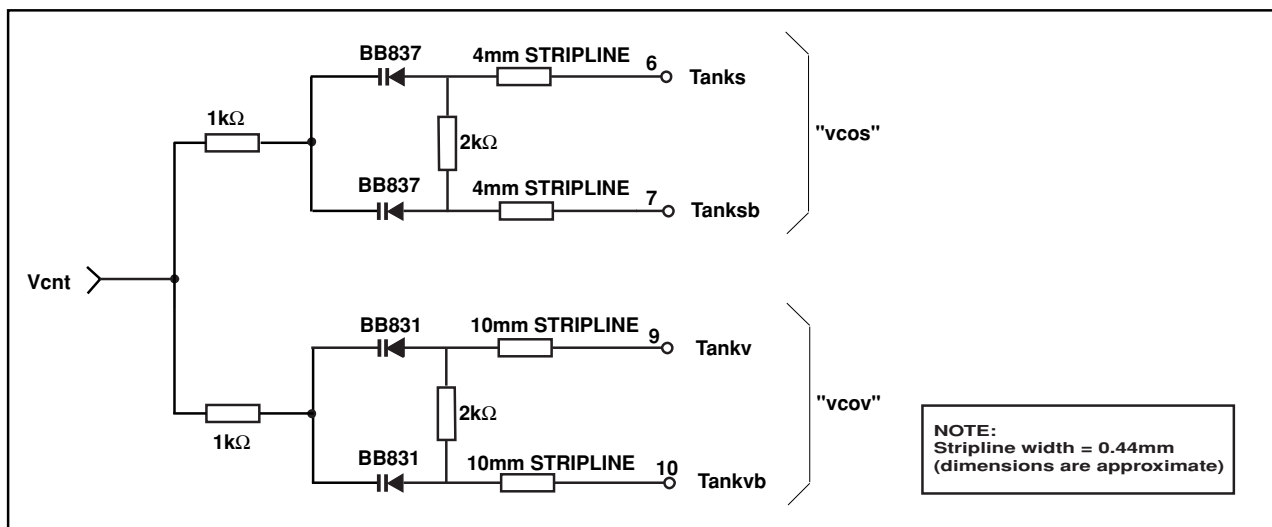 BB837
4mm STRIPLINE
6
Tanks
1kΩ
2kΩ
"vcos"
BB837
4mm STRIPLINE
7
Tanksb
Vcnt
BB831
10mm STRIPLINE
9
Tankv
2kΩ
"vcov"
1kΩ
BB831
10mm STRIPLINE
10
Tankvb
NOTE:
Stripline width = 0.44mm
(dimensions are approximate)